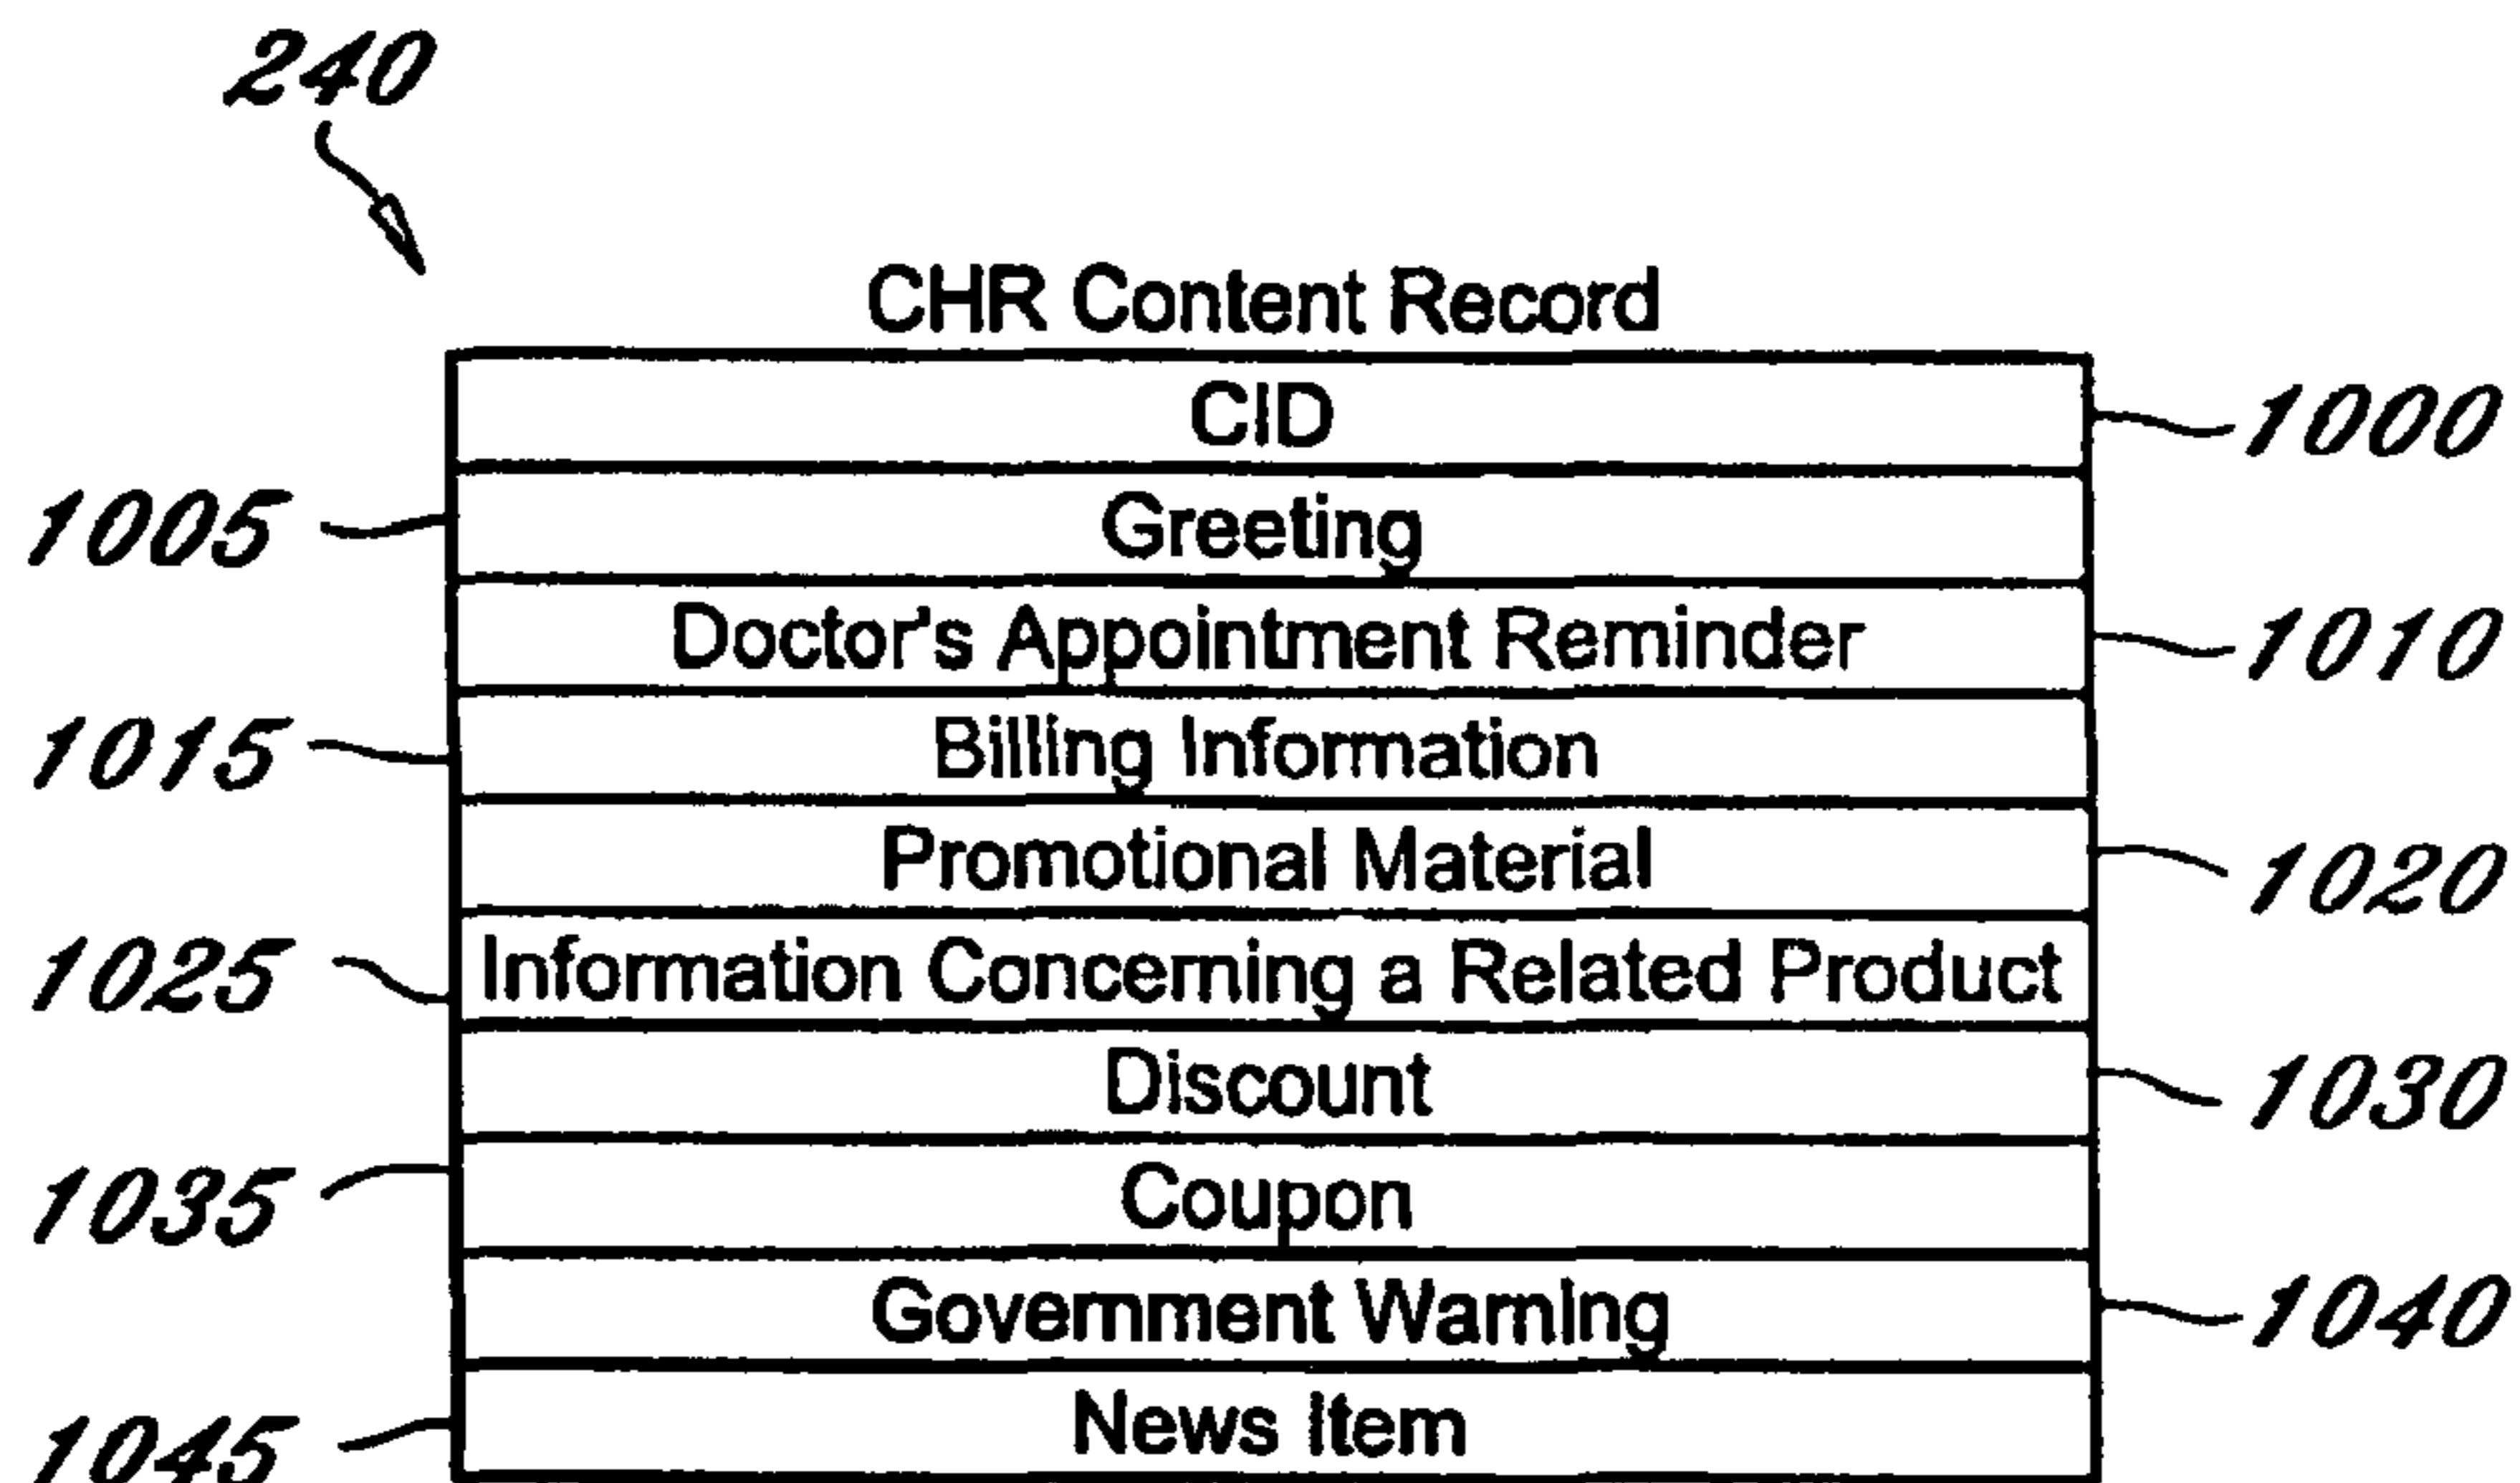 240
CHR Content Record
CID 1000
1005 Greeting
Doctor's Appointment Reminder 1010
1015 Billing Information
Promotional Material 1020
1025 Information Concerning a Related Product
Discount 1030
1035 Coupon
Government Warning 1040
1045 News Item